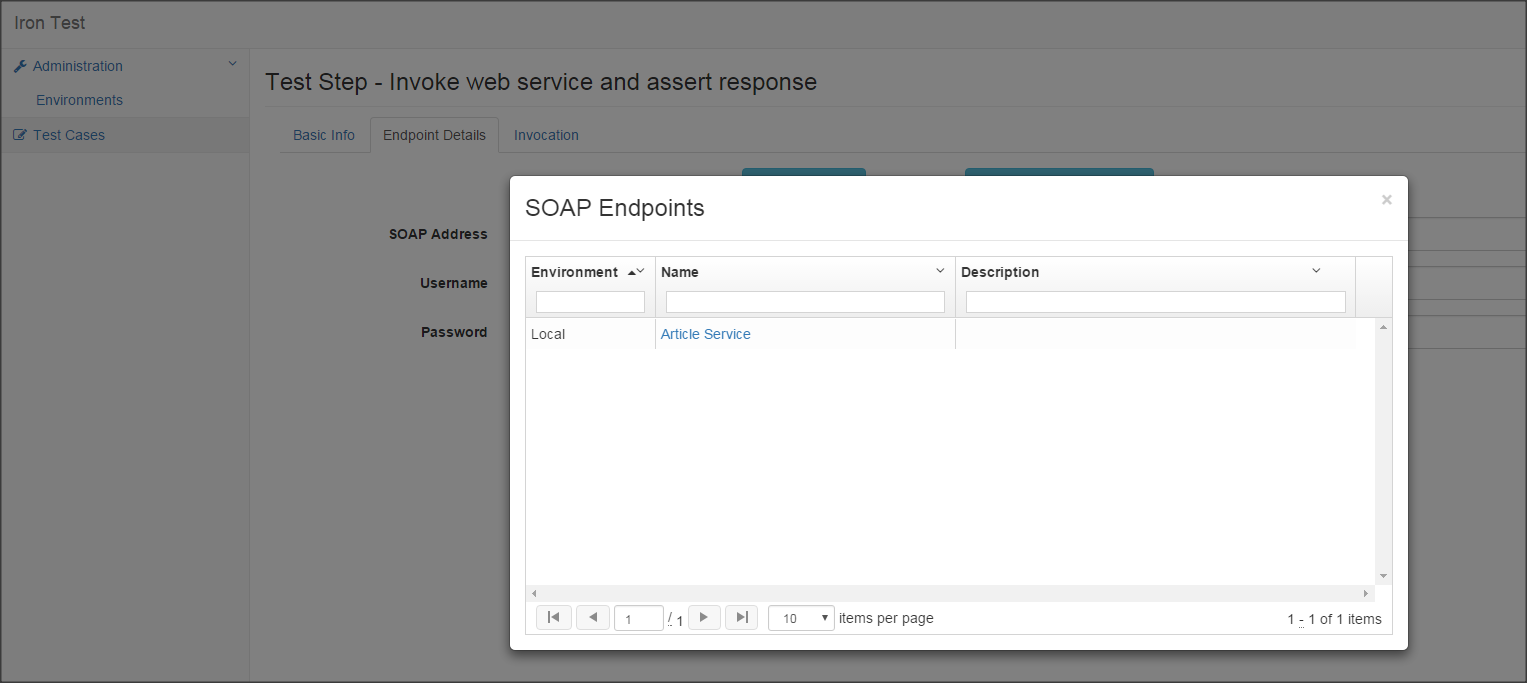 Iron Test
Administration
Environments
Test Cases
Test Step - Invoke web service and assert response
Basic Info Endpoint Details Invocation
SOAP Address
Username
Password
SOAP Endpoints ×
Environment Name Description
Local Article Service
1 / 1 10 items per page 1 - 1 of 1 items